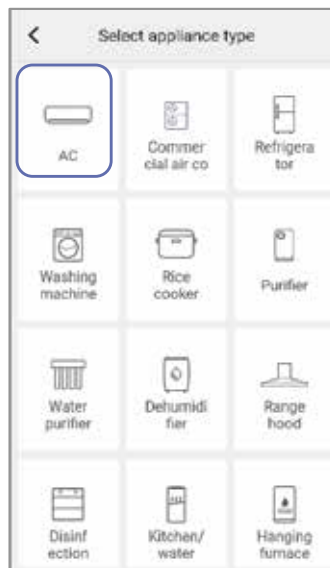 Select appliance type
AC
Commer
cial air co
Refrigera
tor
Washing
machine
Rice
cooker
Purifier
Water
purifier
Dehumidi
fier
Range
hood
Disinf
ection
Kitchen/
water
Hanging
furnace